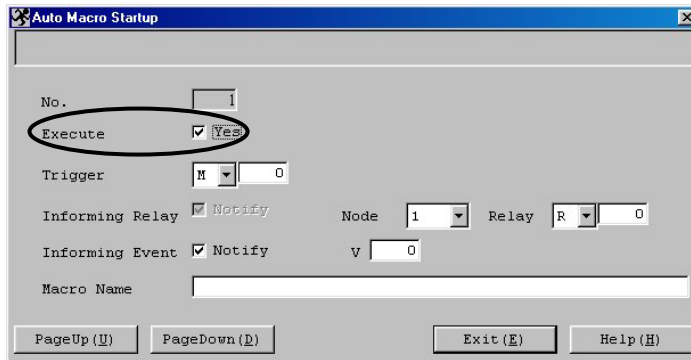 Auto Macro Startup
No. 1
Execute Yes
Trigger M 0
Informing Relay Notify Node 1 Relay R 0
Informing Event Notify V 0
Macro Name
PageUp(U) PageDown(D) Exit(E) Help(H)